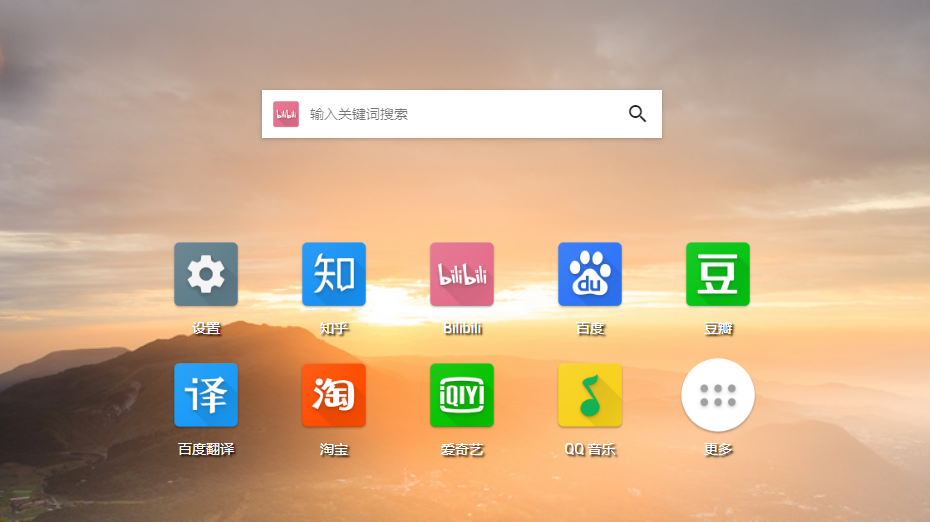 bilibili 输入关键词搜索
知 bilibili du 豆
设置 知乎 Bilibili 百度 豆瓣
译 淘 iQIYI
百度翻译 淘宝 爱奇艺 QQ 音乐 更多